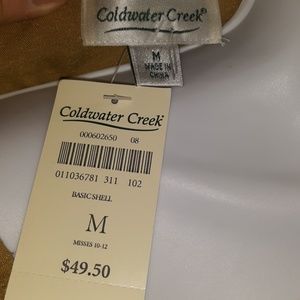 Coldwater Creek®
M
MADE IN
CHINA
Coldwater Creek
000602650 08
011036781 311 102
BASIC SHELL
M
MISSES 10-12
$49.50